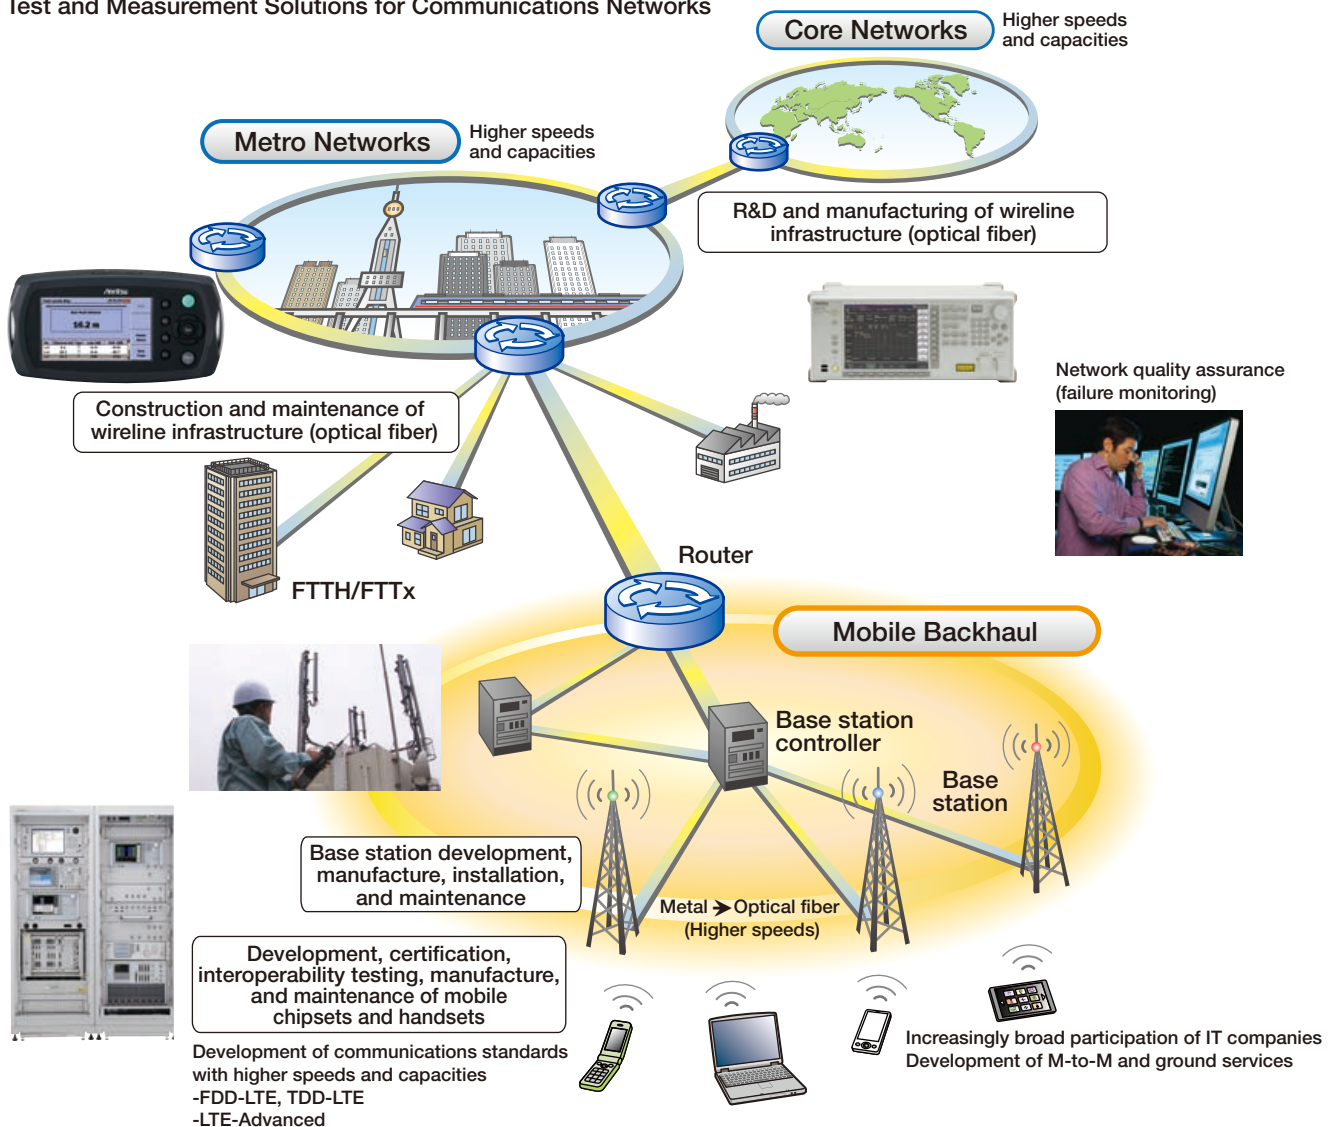 Test and Measurement Solutions for Communications Networks
Core Networks
Higher speeds
and capacities
Metro Networks
Higher speeds
and capacities
R&D and manufacturing of wireline
infrastructure (optical fiber)
Anritsu
16.2 m
Network quality assurance
(failure monitoring)
Construction and maintenance of
wireline infrastructure (optical fiber)
FTTH/FTTx
Router
Mobile Backhaul
Base station
controller
Base
station
Base station development,
manufacture, installation,
and maintenance
Metal ➔ Optical fiber
(Higher speeds)
Development, certification,
interoperability testing, manufacture,
and maintenance of mobile
chipsets and handsets
Development of communications standards
with higher speeds and capacities
-FDD-LTE, TDD-LTE
-LTE-Advanced
Increasingly broad participation of IT companies
Development of M-to-M and ground services